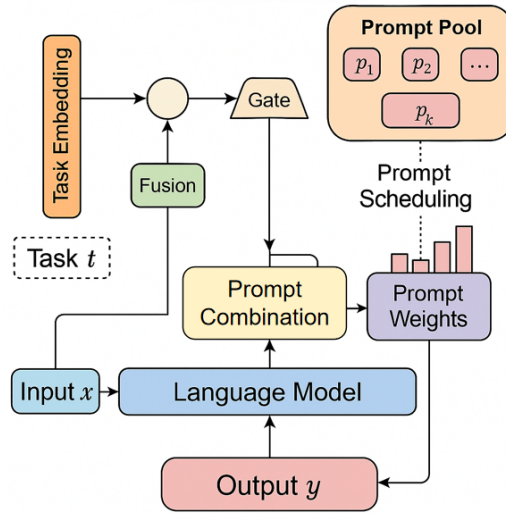 Prompt Pool
p₁
p₂
...
pₖ
Task Embedding
Gate
Fusion
Prompt
Scheduling
Task t
Prompt
Combination
Prompt
Weights
Input x
Language Model
Output y